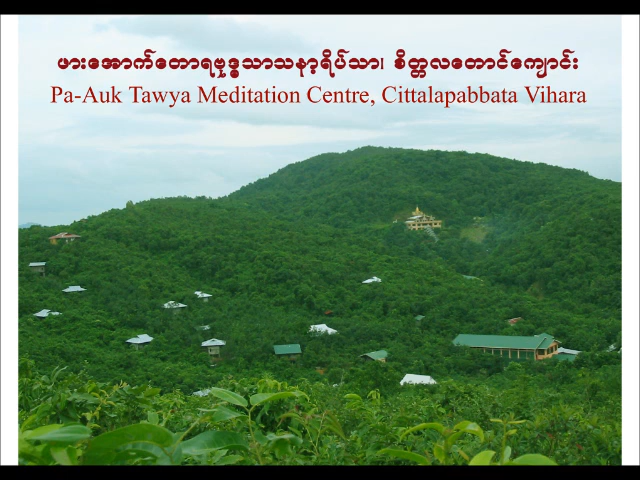 ဖားအောက်တောရဗုဒ္ဓသာသနာ့ရိပ်သာ၊ စိတ္တလတောင်ကျောင်း
Pa-Auk Tawya Meditation Centre, Cittalapabbata Vihara